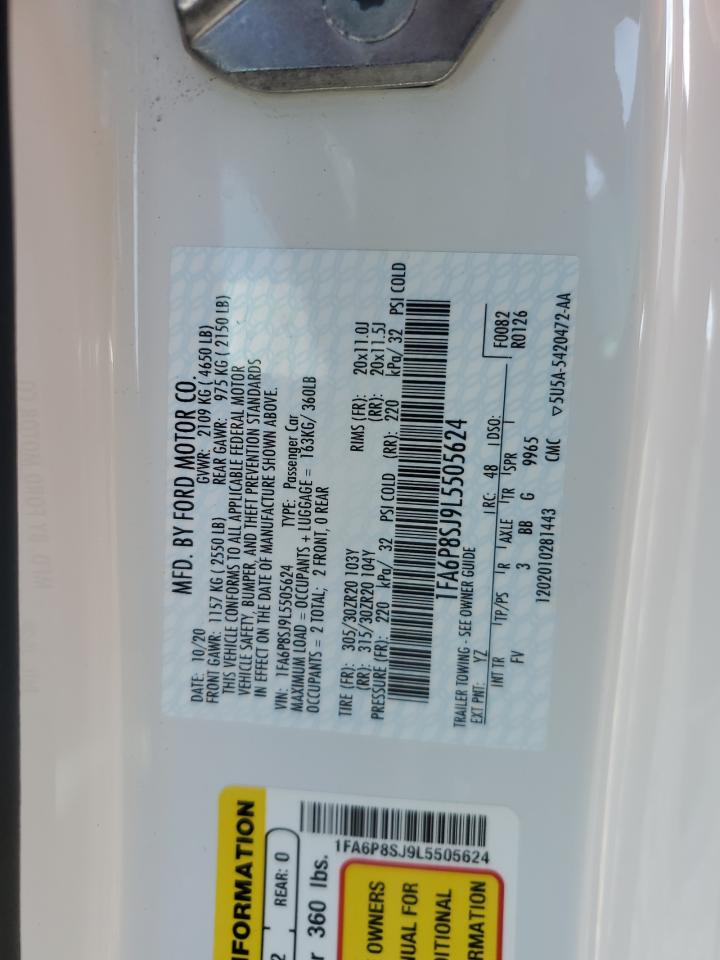 MFD. BY FORD MOTOR CO.
DATE: 10/20 GVWR: 2109 KG ( 4650 LB)
FRONT GAWR: 1157 KG ( 2550 LB) REAR GAWR: 975 KG ( 2150 LB)
THIS VEHICLE CONFORMS TO ALL APPLICABLE FEDERAL MOTOR
VEHICLE SAFETY, BUMPER, AND THEFT PREVENTION STANDARDS
IN EFFECT ON THE DATE OF MANUFACTURE SHOWN ABOVE.
VIN: 1FA6P8SJ9L5505624 TYPE: Passenger Car
MAXIMUM LOAD = OCCUPANTS + LUGGAGE = 163KG/ 360LB
OCCUPANTS = 2 TOTAL; 2 FRONT, 0 REAR
TIRE (FR): 305/30ZR20 103Y RIMS (FR): 20x11.0J
(RR): 315/30ZR20 104Y (RR): 20x11.5J
PRESSURE (FR): 220 kPa/ 32 PSI COLD (RR): 220 kPa/ 32 PSI COLD
1FA6P8SJ9L5505624
TRAILER TOWING - SEE OWNER GUIDE
F0082
EXT PNT: YZ RC: 48 DSO: R0126
INT TR TP/PS R AXLE TR SPR
FV 3 BB G 9965
1202010281443 CMC ▽5U5A-5420472-AA
NFORMATION
2 REAR: 0
r 360 lbs.
1FA6P8SJ9L5505624
OWNERS
UAL FOR
DITIONAL
RMATION